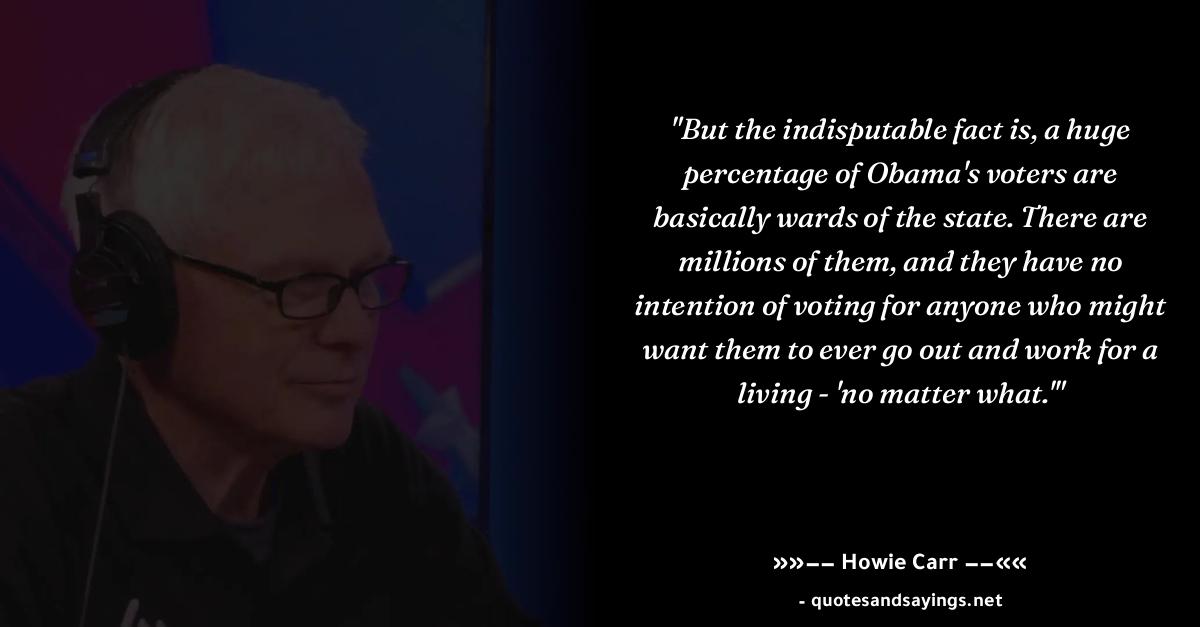 "But the indisputable fact is, a huge
percentage of Obama's voters are
basically wards of the state. There are
millions of them, and they have no
intention of voting for anyone who might
want them to ever go out and work for a
living - 'no matter what.'"
»»−− Howie Carr −−««
- quotesandsayings.net